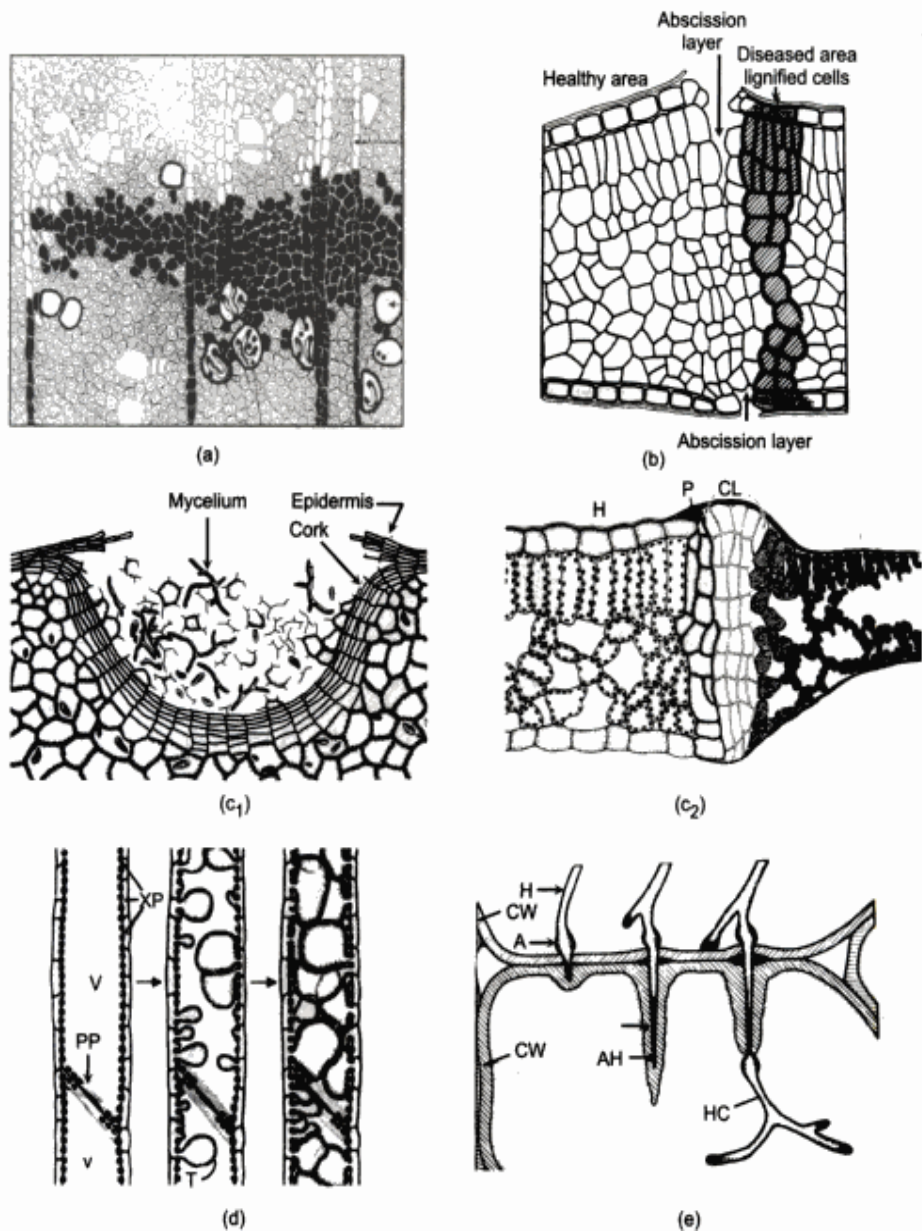 Abscission
layer
Healthy area
Diseased area
lignified cells
Abscission layer
(a)
(b)
Mycelium
Epidermis
Cork
(c1)
H
P
CL
(c2)
XP
V
PP
v
T
(d)
H
CW
A
CW
AH
HC
(e)